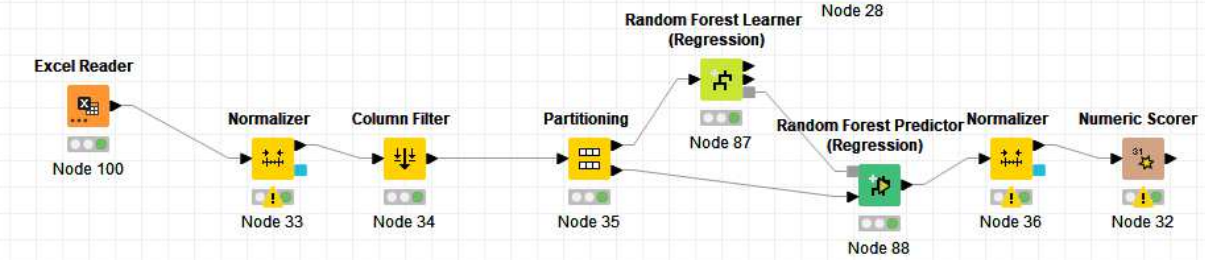 Node 28
Random Forest Learner
(Regression)
Excel Reader
Node 100
Normalizer
Node 33
Column Filter
Node 34
Partitioning
Node 35
Node 87
Random Forest Predictor
(Regression)
Node 88
Normalizer
Node 36
Numeric Scorer
31
Node 32